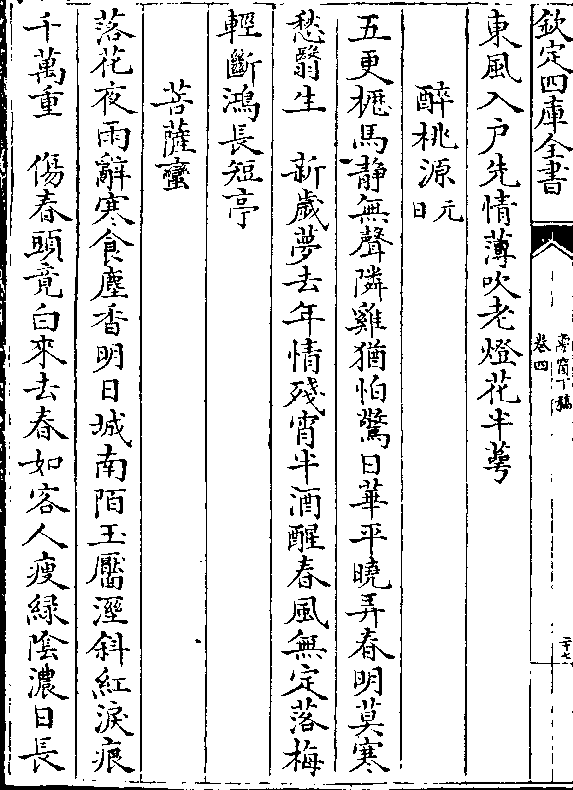 欽定四庫全書
卷四
東風入户先情薄吹老燈花半蕚
醉桃源元日
五更櫪馬静無聲隣雞猶怕驚日華平曉弄春明莫寒
愁翳生　新歲夢去年情殘宵半酒醒春風無定落梅
輕斷鴻長短亭
菩薩蠻
落花夜雨辭寒食塵香明日城南陌玉靨溼斜紅淚痕
千萬重　傷春頭竟白來去春如客人瘦緑陰濃日長